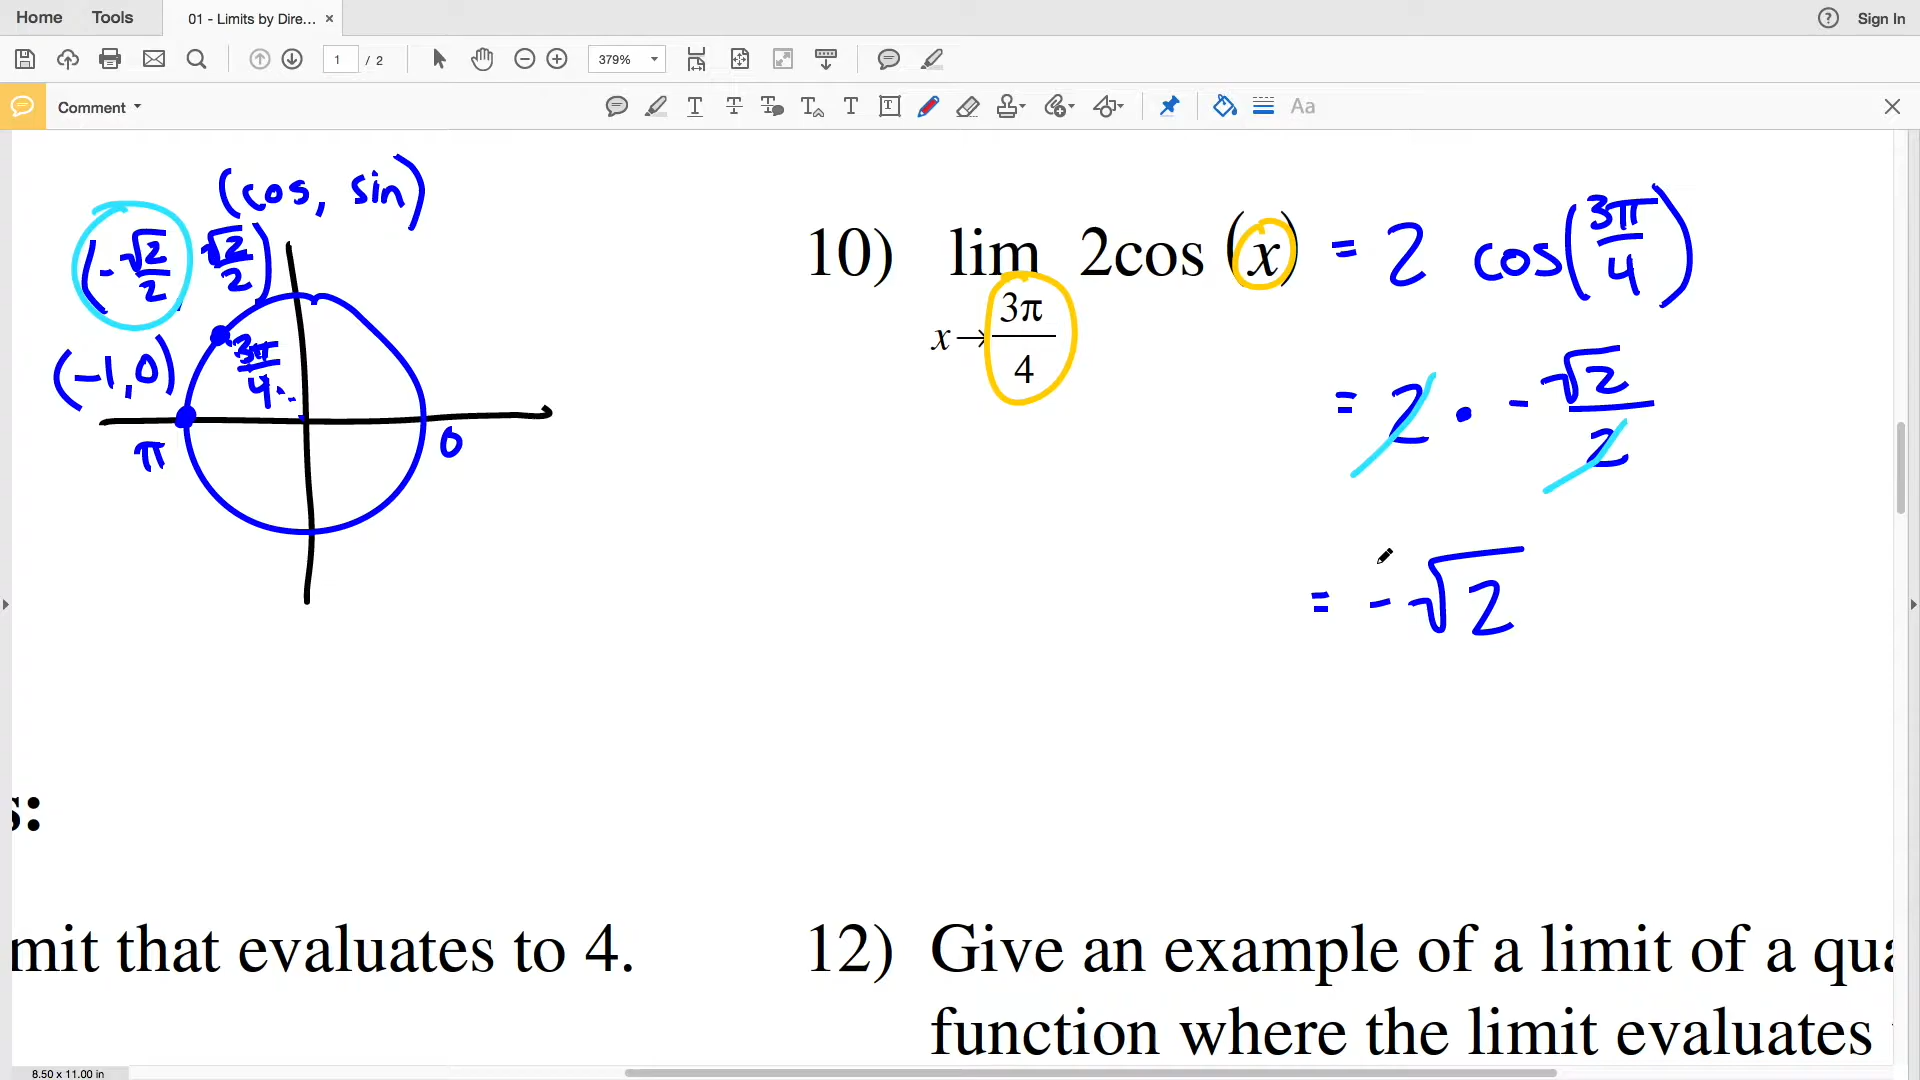 Home Tools 01 - Limits by Dire... × Sign In
1 / 2 379%
Comment Aa
(cos, sin)
(-√2/2, √2/2)
(-1,0)
3π/4
π
0
10) lim 2cos (x) = 2 cos(3π/4)
x→ 3π/4
= 2 • -√2/2
= -√2
s:
mit that evaluates to 4.
12) Give an example of a limit of a qua
function where the limit evaluates
8.50 x 11.00 in